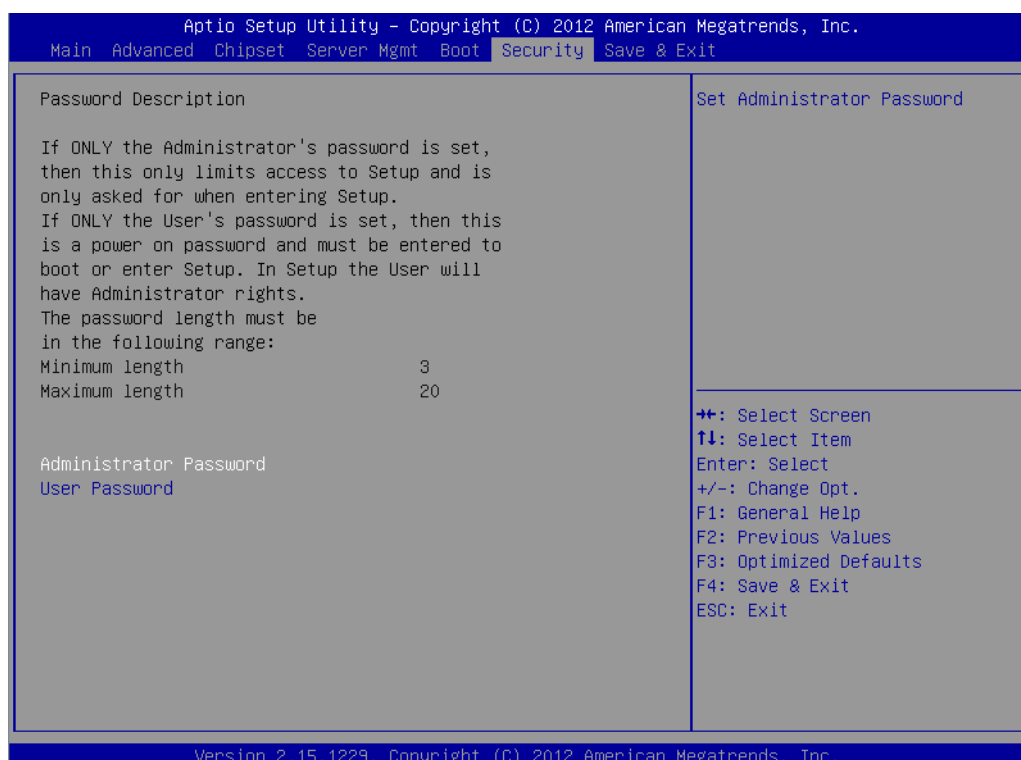 Aptio Setup Utility – Copyright (C) 2012 American Megatrends, Inc.
Main Advanced Chipset Server Mgmt Boot Security Save & Exit
Password Description
If ONLY the Administrator's password is set,
then this only limits access to Setup and is
only asked for when entering Setup.
If ONLY the User's password is set, then this
is a power on password and must be entered to
boot or enter Setup. In Setup the User will
have Administrator rights.
The password length must be
in the following range:
Minimum length 3
Maximum length 20
Administrator Password
User Password
Set Administrator Password
→←: Select Screen
↑↓: Select Item
Enter: Select
+/-: Change Opt.
F1: General Help
F2: Previous Values
F3: Optimized Defaults
F4: Save & Exit
ESC: Exit
Version 2.15.1229. Copyright (C) 2012 American Megatrends, Inc.